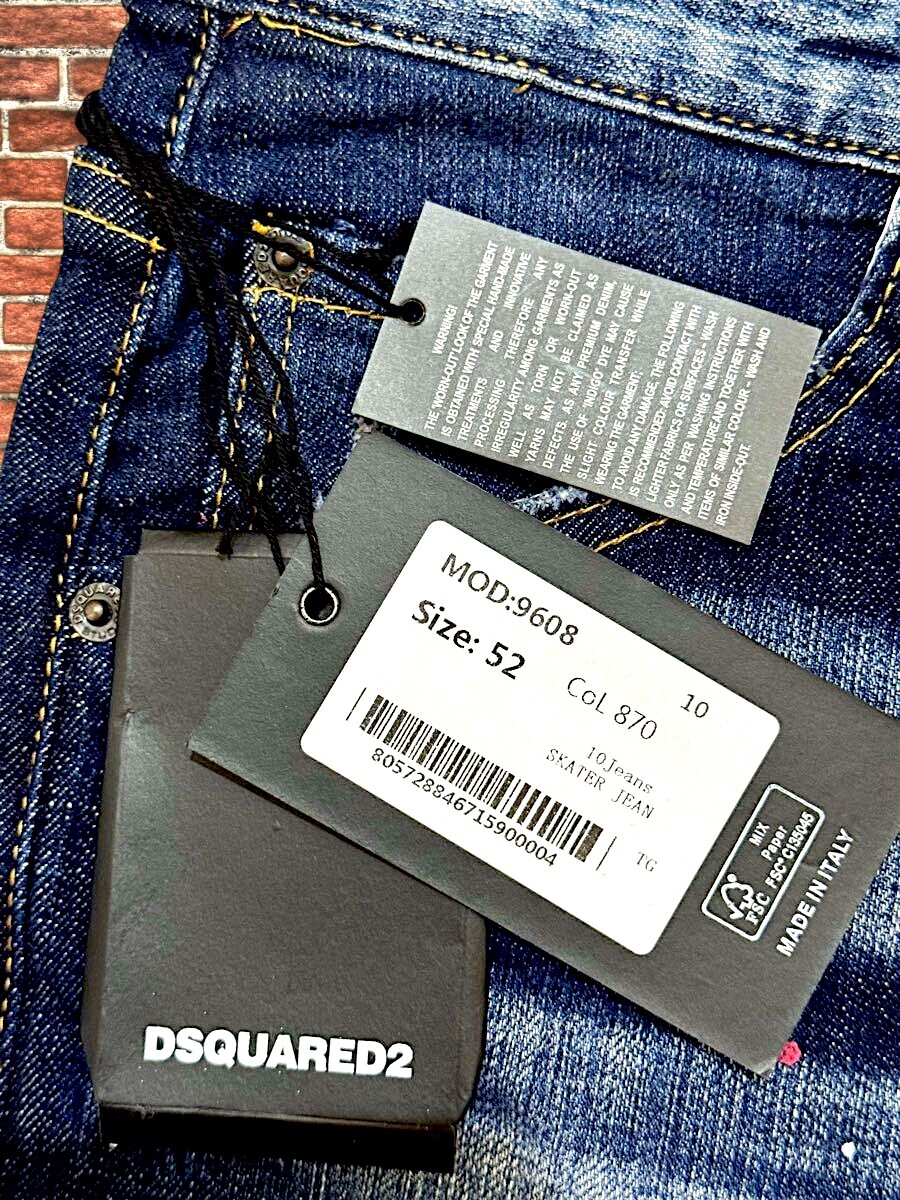 WARNING!
THE WORN-OUT LOOK OF THE GARMENT
IS OBTAINED WITH SPECIAL HAND-MADE
TREATMENTS AND INNOVATIVE
PROCESSING THEREFORE ANY
IRREGULARITY AMONG GARMENTS AS
WELL AS TORN OR WORN-OUT
YARNS MAY NOT BE CLAIMED AS
DEFECTS. AS ANY PREMIUM DENIM,
THE USE OF "INDIGO" DYE MAY CAUSE
SLIGHT COLOUR TRANSFER WHILE
WEARING THE GARMENT;
TO AVOID ANY DAMAGE, THE FOLLOWING
IS RECOMMENDED: AVOID CONTACT WITH
LIGHTER FABRICS OR SURFACES - WASH
ONLY AS PER WASHING INSTRUCTIONS
AND TEMPERATURE AND TOGETHER WITH
ITEMS OF SIMILAR COLOUR - WASH AND
IRON INSIDE-OUT.
MOD:9608
Size: 52
CoL 870
10
10Jeans
SKATER JEAN
8057288467159000​04
TG
MIX
Paper
FSC
FSC® C135045
MADE IN ITALY
DSQUARED2